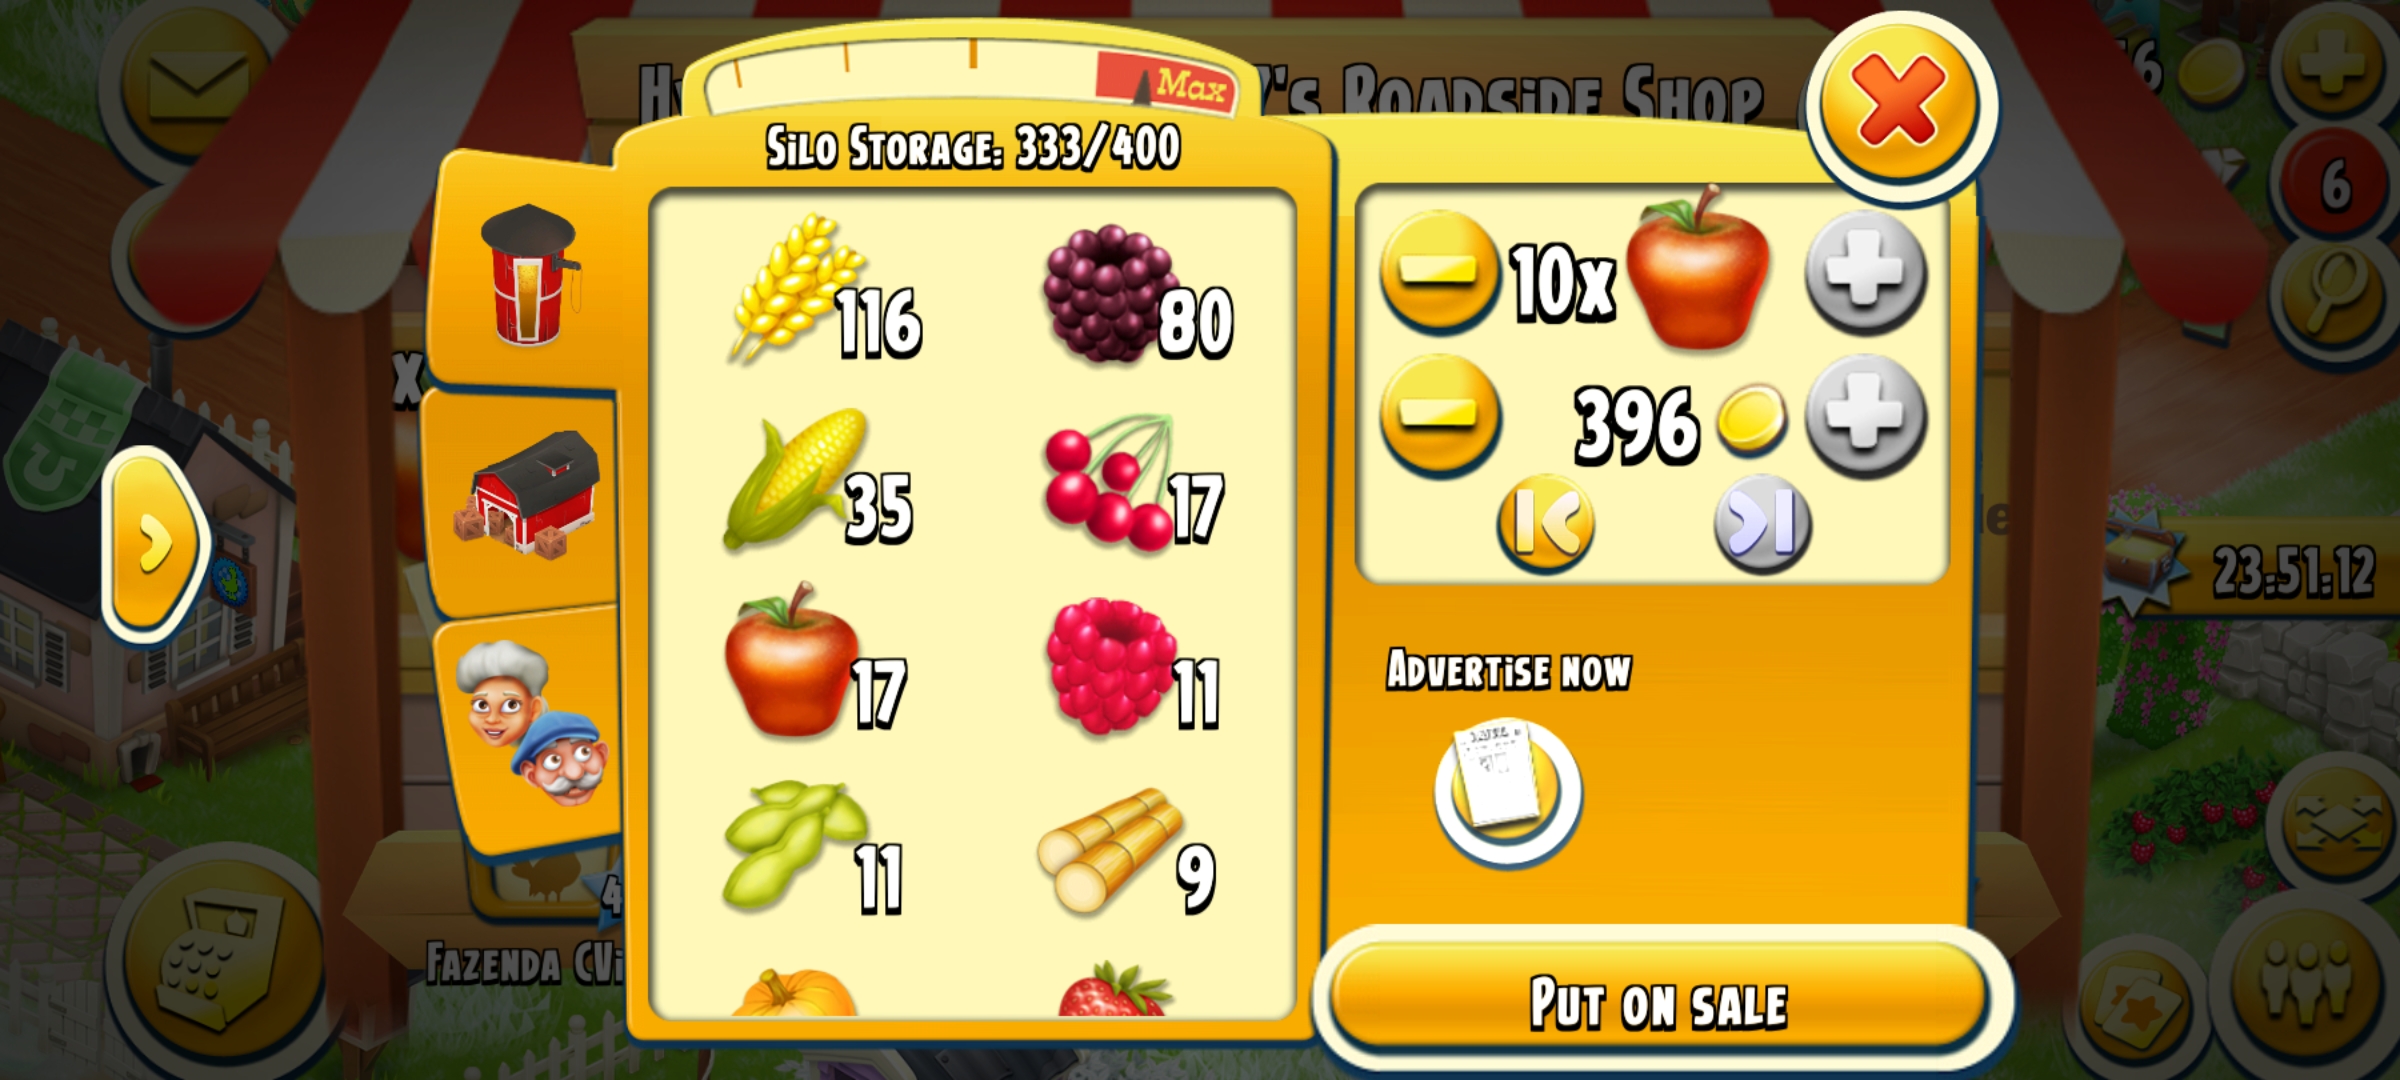 's Roadside Shop
Max
Silo Storage: 333/400
116
80
10x
396
35
17
17
11
11
9
Advertise now
Put on sale
6
23:51:12
Fazenda CVi